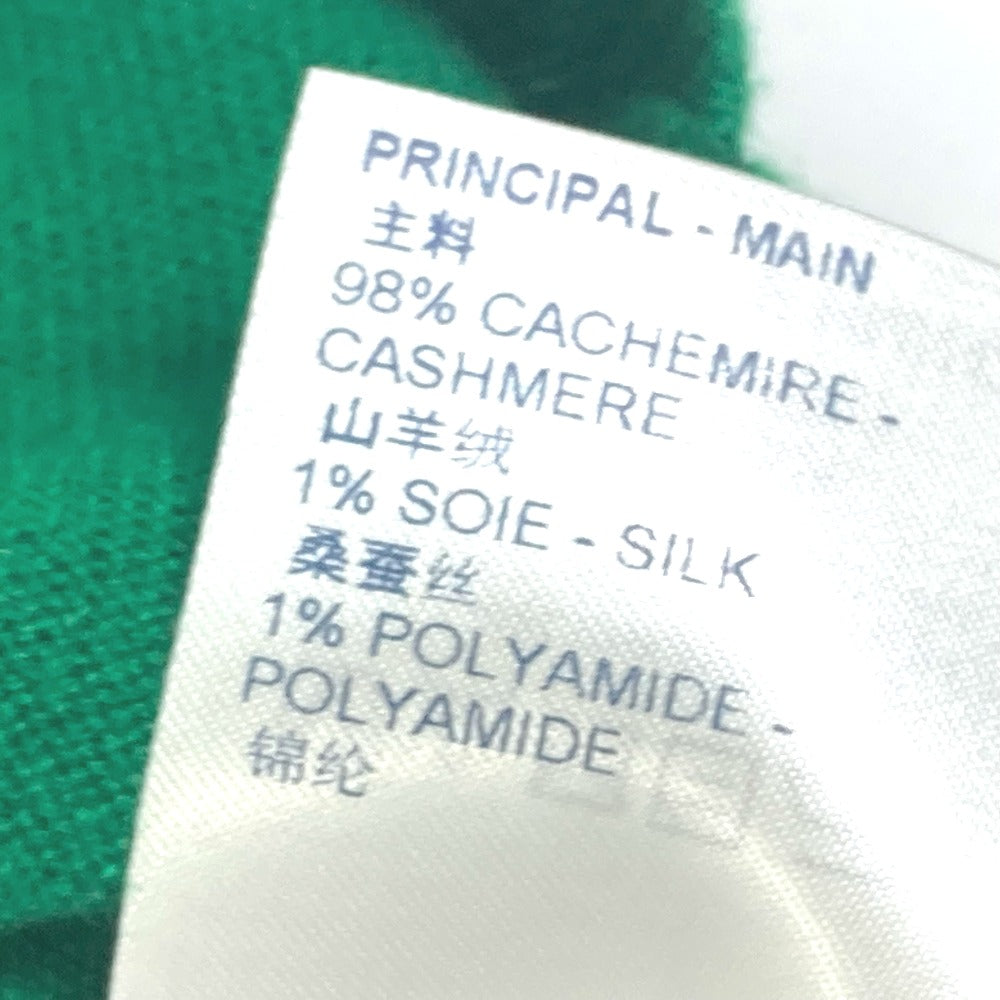 PRINCIPAL - MAIN
主料
98% CACHEMIRE -
CASHMERE
山羊绒
1% SOIE - SILK
桑蚕丝
1% POLYAMIDE -
POLYAMIDE
锦纶